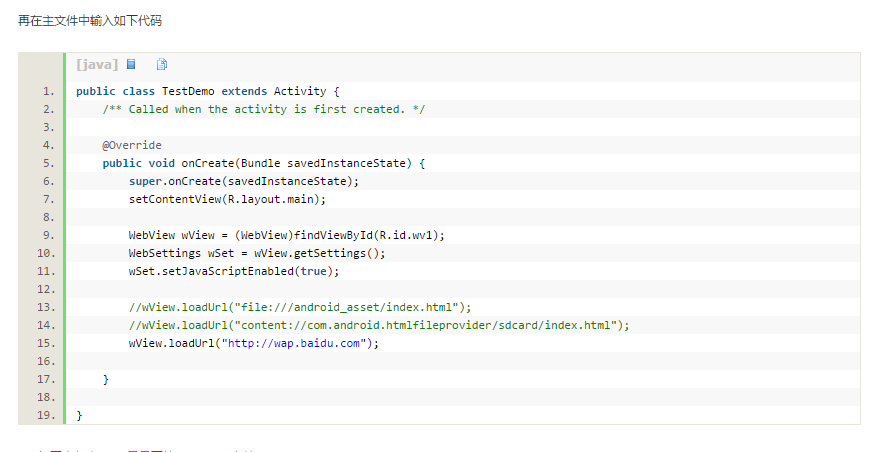 再在主文件中输入如下代码
[java]
1. public class TestDemo extends Activity {
2.     /** Called when the activity is first created. */
3.
4.     @Override
5.     public void onCreate(Bundle savedInstanceState) {
6.         super.onCreate(savedInstanceState);
7.         setContentView(R.layout.main);
8.
9.         WebView wView = (WebView)findViewById(R.id.wv1);
10.         WebSettings wSet = wView.getSettings();
11.         wSet.setJavaScriptEnabled(true);
12.
13.         //wView.loadUrl("file:///android_asset/index.html");
14.         //wView.loadUrl("content://com.android.htmlfileprovider/sdcard/index.html");
15.         wView.loadUrl("http://wap.baidu.com");
16.
17.     }
18.
19. }